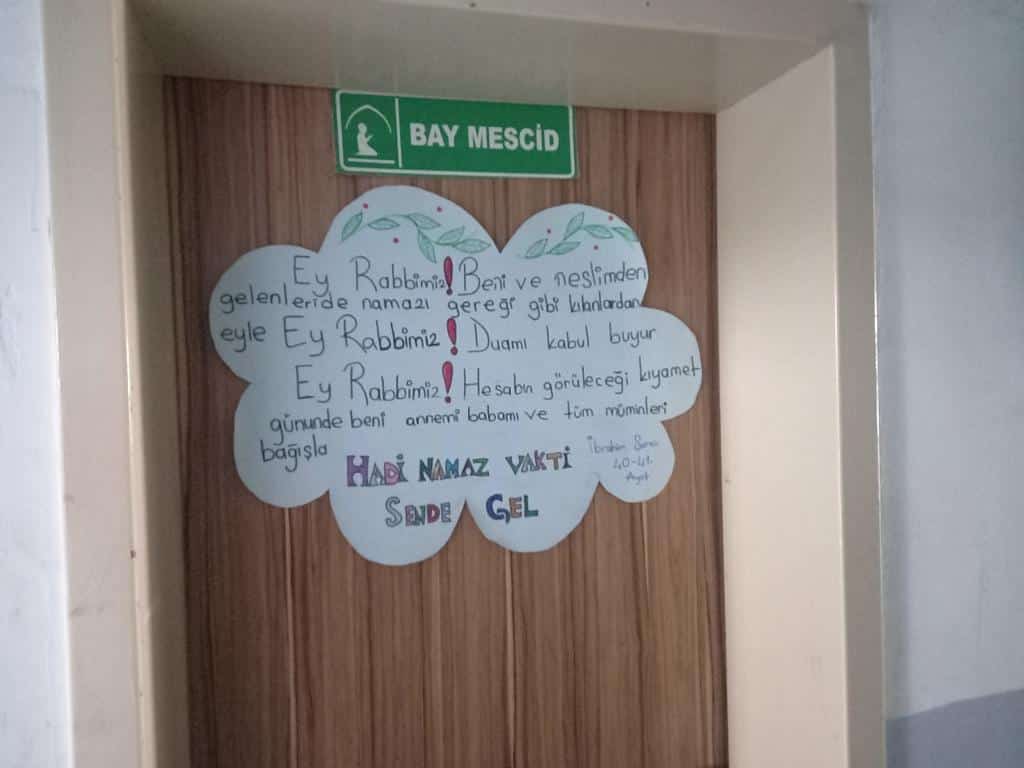 BAY MESCİD
Ey Rabbimiz! Beni ve neslimden
gelenleride namazı gereği gibi kılanlardan
eyle Ey Rabbimiz! Duamı kabul buyur
Ey Rabbimiz! Hesabın görüleceği kıyamet
gününde beni annemi babamı ve tüm müminleri
bağışla
İbrahim Suresi
40-41.
Ayet
HADİ NAMAZ VAKTİ
SENDE GEL